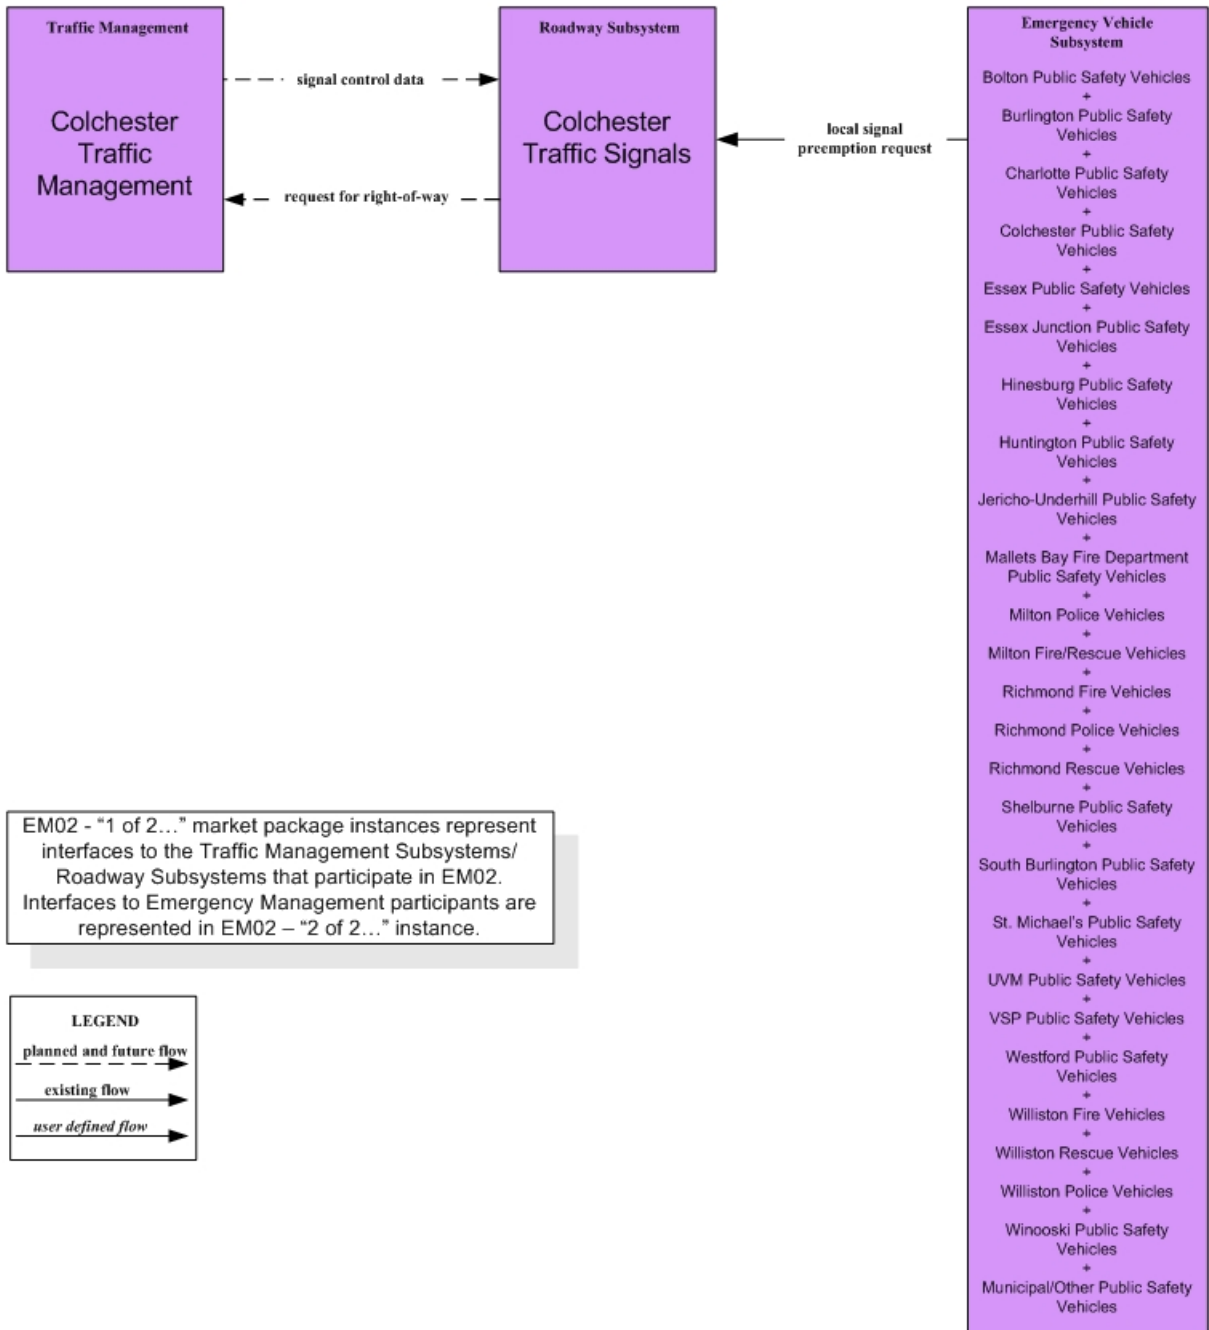 Traffic Management
Colchester
Traffic
Management
signal control data
request for right-of-way
Roadway Subsystem
Colchester
Traffic Signals
local signal
preemption request
Emergency Vehicle
Subsystem
Bolton Public Safety Vehicles
+
Burlington Public Safety
Vehicles
+
Charlotte Public Safety
Vehicles
+
Colchester Public Safety
Vehicles
+
Essex Public Safety Vehicles
+
Essex Junction Public Safety
Vehicles
+
Hinesburg Public Safety
Vehicles
+
Huntington Public Safety
Vehicles
+
Jericho-Underhill Public Safety
Vehicles
+
Mallets Bay Fire Department
Public Safety Vehicles
+
Milton Police Vehicles
+
Milton Fire/Rescue Vehicles
+
Richmond Fire Vehicles
+
Richmond Police Vehicles
+
Richmond Rescue Vehicles
+
Shelburne Public Safety
Vehicles
+
South Burlington Public Safety
Vehicles
+
St. Michael's Public Safety
Vehicles
+
UVM Public Safety Vehicles
+
VSP Public Safety Vehicles
+
Westford Public Safety
Vehicles
+
Williston Fire Vehicles
+
Williston Rescue Vehicles
+
Williston Police Vehicles
+
Winooski Public Safety
Vehicles
+
Municipal/Other Public Safety
Vehicles
EM02 - “1 of 2…” market package instances represent
interfaces to the Traffic Management Subsystems/
Roadway Subsystems that participate in EM02.
Interfaces to Emergency Management participants are
represented in EM02 – “2 of 2…” instance.
LEGEND
planned and future flow
existing flow
user defined flow